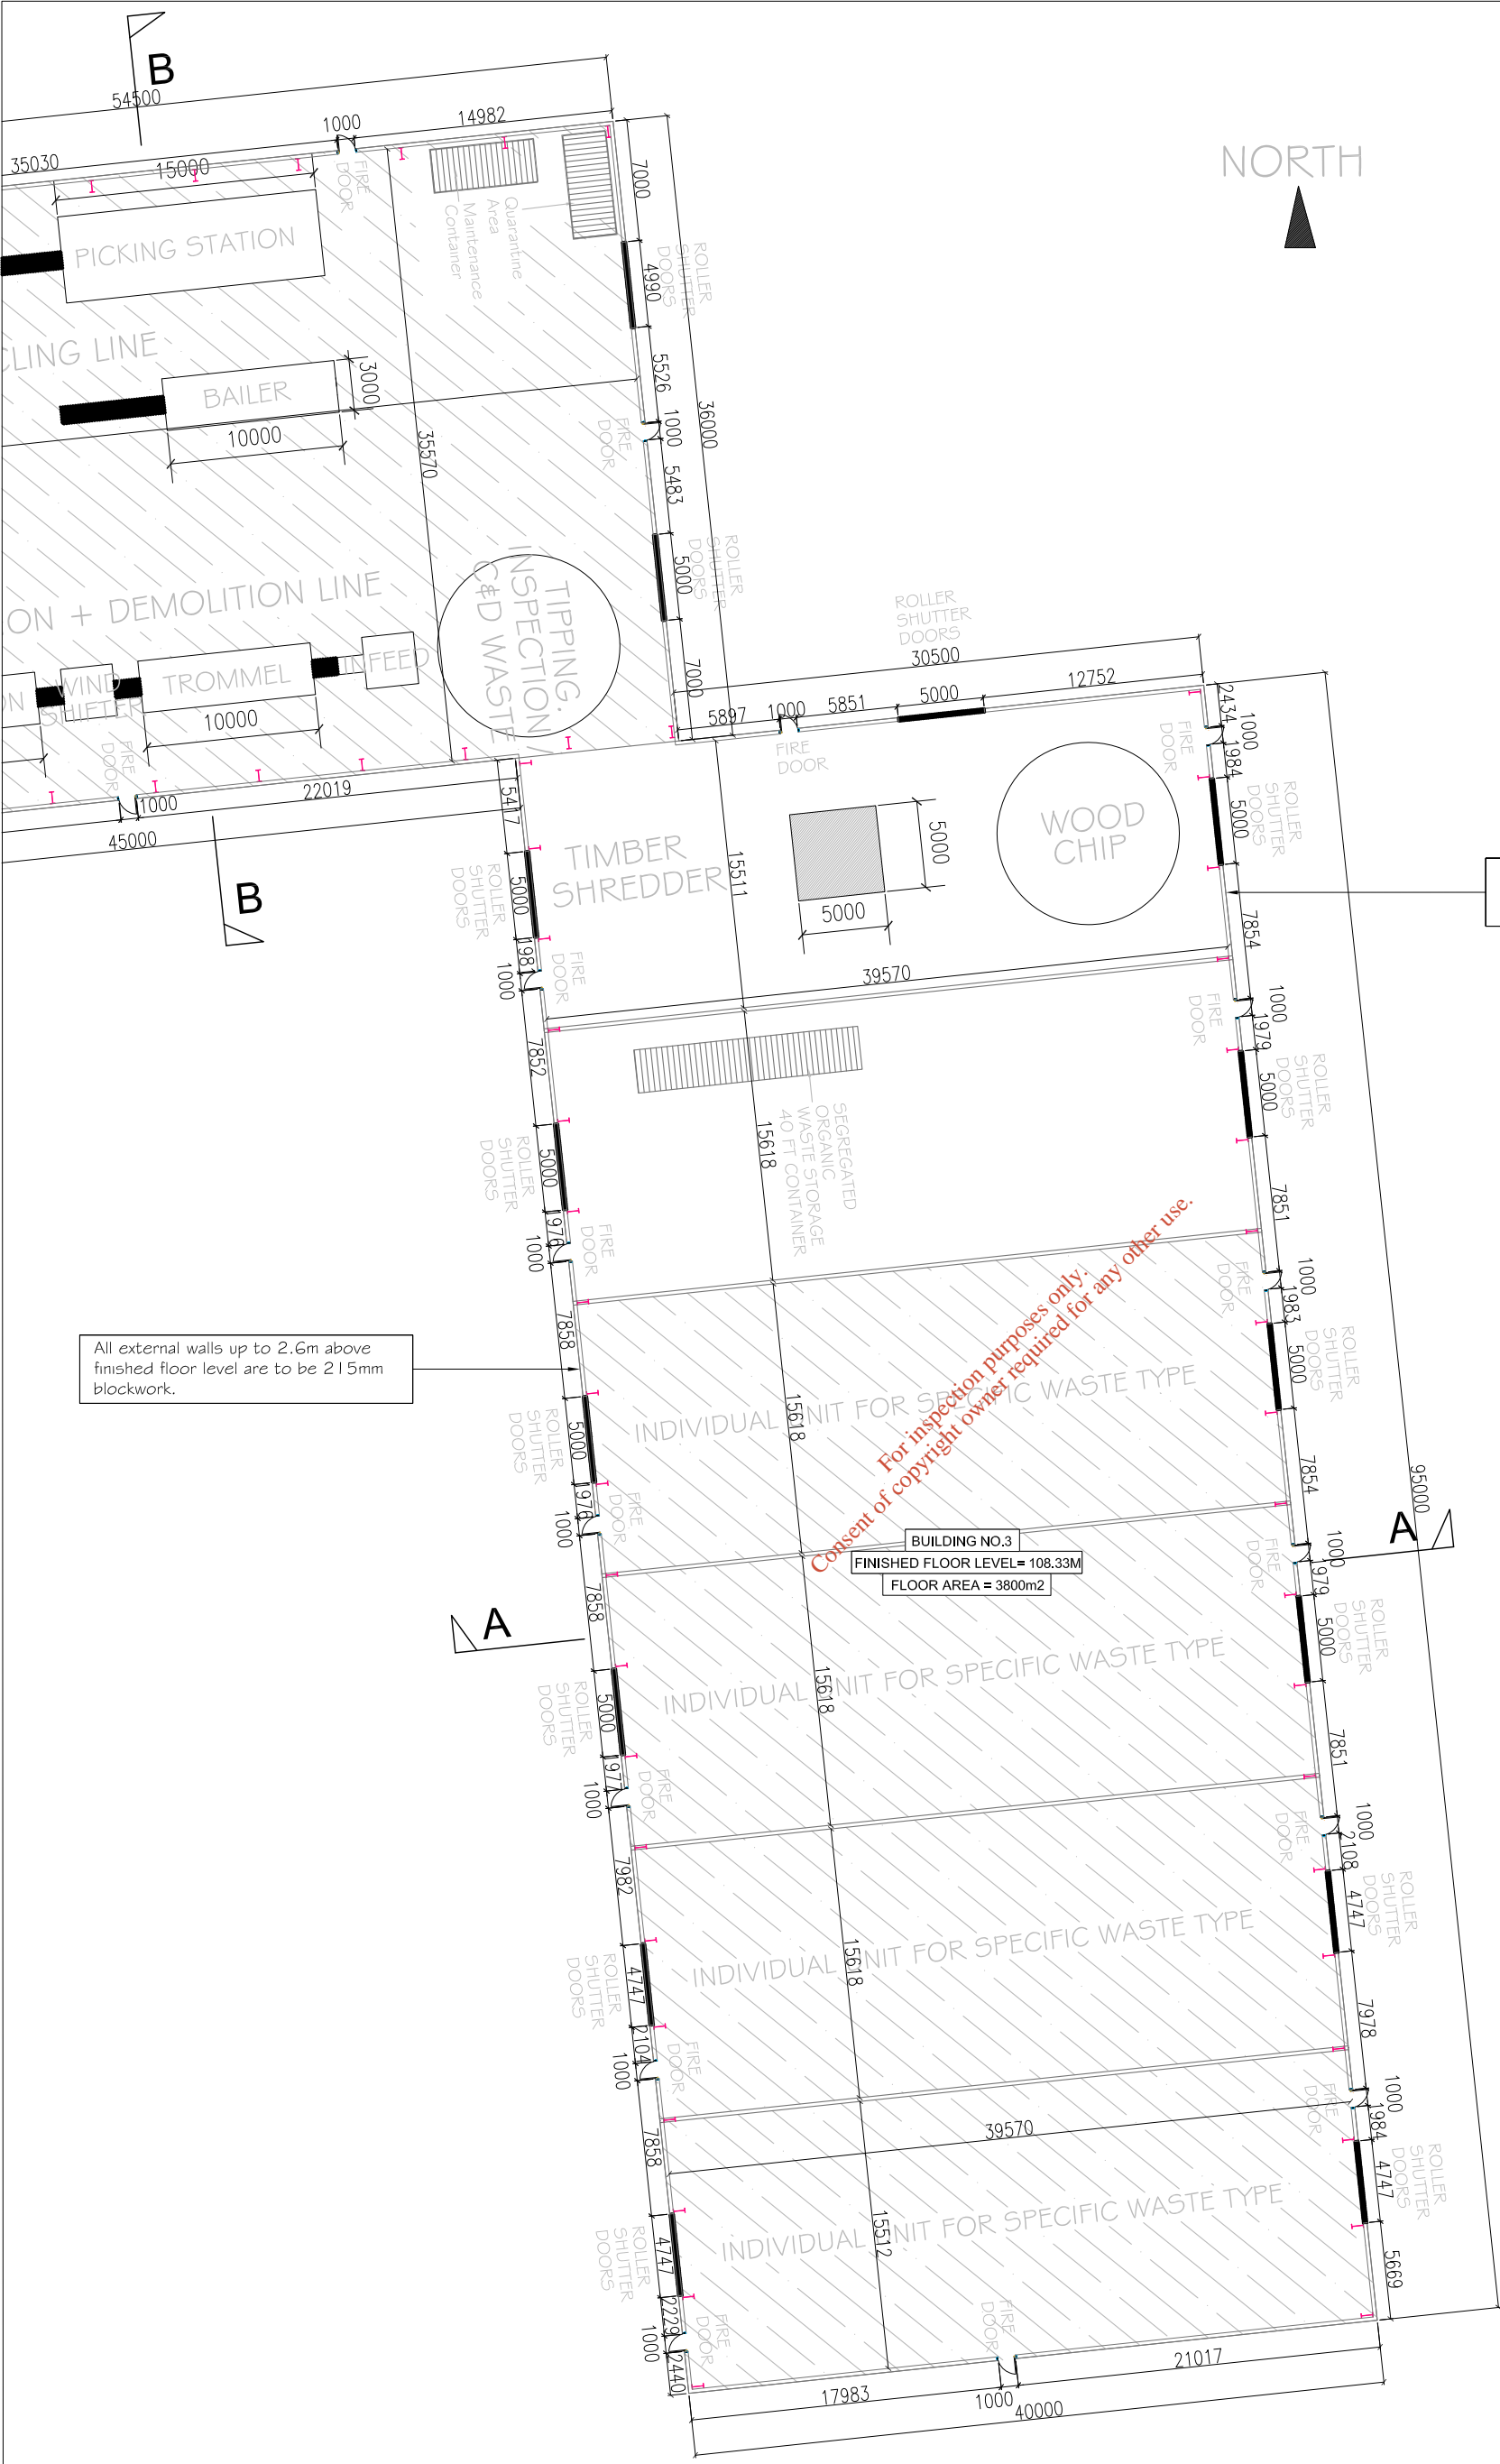 B
54500
1000
14982
35030
15000
FIRE
DOOR
Maintenance
Container
Quarantine
Area
7000
NORTH
PICKING STATION
ROLLER
SHUTTER
DOORS
4990
CLING LINE
BAILER
3000
10000
5526
36000
FIRE
DOOR
1000
35570
5483
ROLLER
SHUTTER
DOORS
5000
TIPPING,
INSPECTION /
C&D WASTE
ON + DEMOLITION LINE
7000
ROLLER
SHUTTER
DOORS
30500
ON
WIND
SHIFTER
TROMMEL
INFEED
10000
5897
1000
5851
5000
12752
FIRE
DOOR
2434
1000
FIRE
DOOR
1984
ROLLER
SHUTTER
DOORS
5000
FIRE
DOOR
1000
22019
45000
B
5417
TIMBER
SHREDDER
15511
5000
5000
WOOD
CHIP
ROLLER
SHUTTER
DOORS
5000
1981
1000
FIRE
DOOR
7854
39570
7852
FIRE
DOOR
1000
1979
ROLLER
SHUTTER
DOORS
5000
SEGREGATED
ORGANIC
WASTE STORAGE
40 FT CONTAINER
15618
ROLLER
SHUTTER
DOORS
5000
1976
1000
FIRE
DOOR
7851
FIRE
DOOR
1000
1983
ROLLER
SHUTTER
DOORS
5000
7858
All external walls up to 2.6m above
finished floor level are to be 215mm
blockwork.
For inspection purposes only.
Consent of copyright owner required for any other use.
INDIVIDUAL UNIT FOR SPECIFIC WASTE TYPE
15618
ROLLER
SHUTTER
DOORS
5000
1976
1000
FIRE
DOOR
7854
95000
BUILDING NO.3
FINISHED FLOOR LEVEL= 108.33M
FLOOR AREA = 3800m2
FIRE
DOOR
1000
1979
A
ROLLER
SHUTTER
DOORS
5000
7858
A
INDIVIDUAL UNIT FOR SPECIFIC WASTE TYPE
15618
ROLLER
SHUTTER
DOORS
5000
1977
1000
FIRE
DOOR
7851
FIRE
DOOR
1000
2108
ROLLER
SHUTTER
DOORS
4747
7982
INDIVIDUAL UNIT FOR SPECIFIC WASTE TYPE
15618
ROLLER
SHUTTER
DOORS
4747
2104
1000
FIRE
DOOR
7978
FIRE
DOOR
1000
1984
ROLLER
SHUTTER
DOORS
4747
7858
39570
INDIVIDUAL UNIT FOR SPECIFIC WASTE TYPE
15512
ROLLER
SHUTTER
DOORS
4747
2229
1000
2440
FIRE
DOOR
5669
FIRE
DOOR
17983
1000
21017
40000